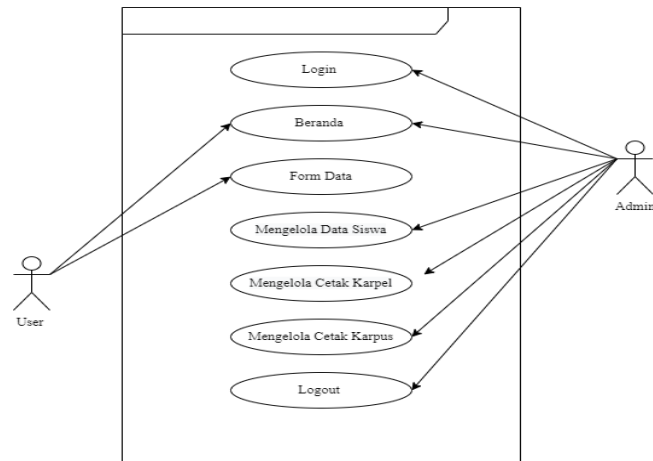 Login
Beranda
Form Data
Mengelola Data Siswa
Mengelola Cetak Karpel
Mengelola Cetak Karpus
Logout
User
Admin